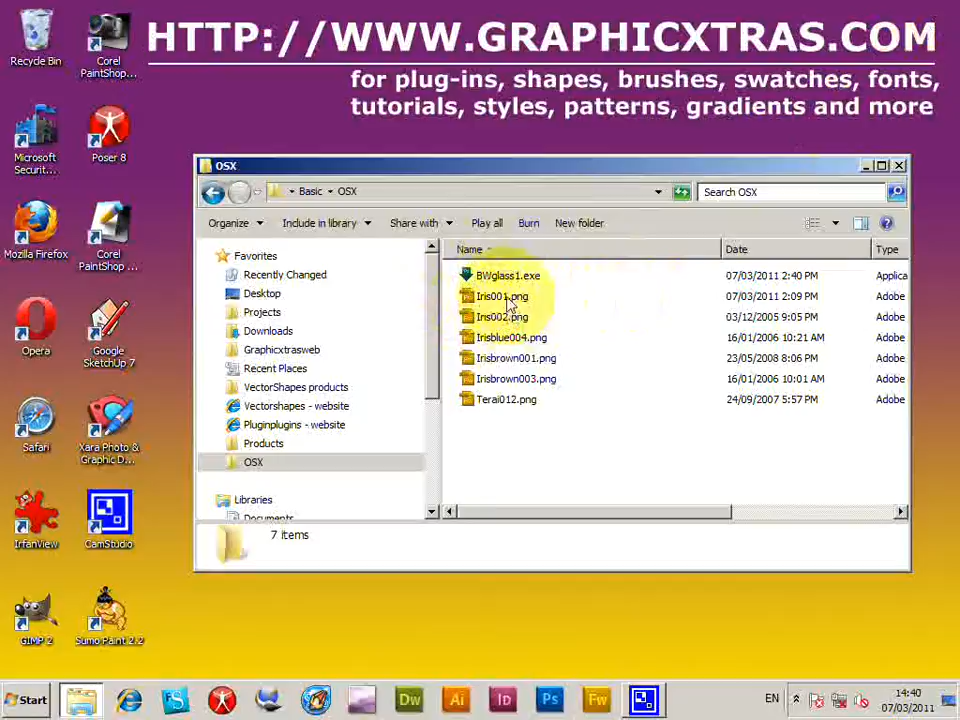 HTTP://WWW.GRAPHICXTRAS.COM
for plug-ins, shapes, brushes, swatches, fonts,
tutorials, styles, patterns, gradients and more
Recycle Bin
Corel
PaintShop...
Microsoft
Securit...
Poser 8
Mozilla Firefox
Corel
PaintShop ...
Opera
Google
SketchUp 7
Safari
Xara Photo &
Graphic D...
IrfanView
CamStudio
GIMP 2
Sumo Paint 2.2
OSX
Basic
OSX
Search OSX
Organize
Include in library
Share with
Play all
Burn
New folder
Favorites
Recently Changed
Desktop
Projects
Downloads
Graphicxtrasweb
Recent Places
VectorShapes products
Vectorshapes - website
Pluginplugins - website
Products
OSX
Libraries
Documents
Name
Date
Type
BWglass1.exe
07/03/2011 2:40 PM
Applica
Iris001.png
07/03/2011 2:09 PM
Adobe
Iris002.png
03/12/2005 9:05 PM
Adobe
Irisblue004.png
16/01/2006 10:21 AM
Adobe
Irisbrown001.png
23/05/2008 8:06 PM
Adobe
Irisbrown003.png
16/01/2006 10:01 AM
Adobe
Terai012.png
24/09/2007 5:57 PM
Adobe
7 items
Start
Dw
Ai
Id
Ps
Fw
EN
14:40
07/03/2011